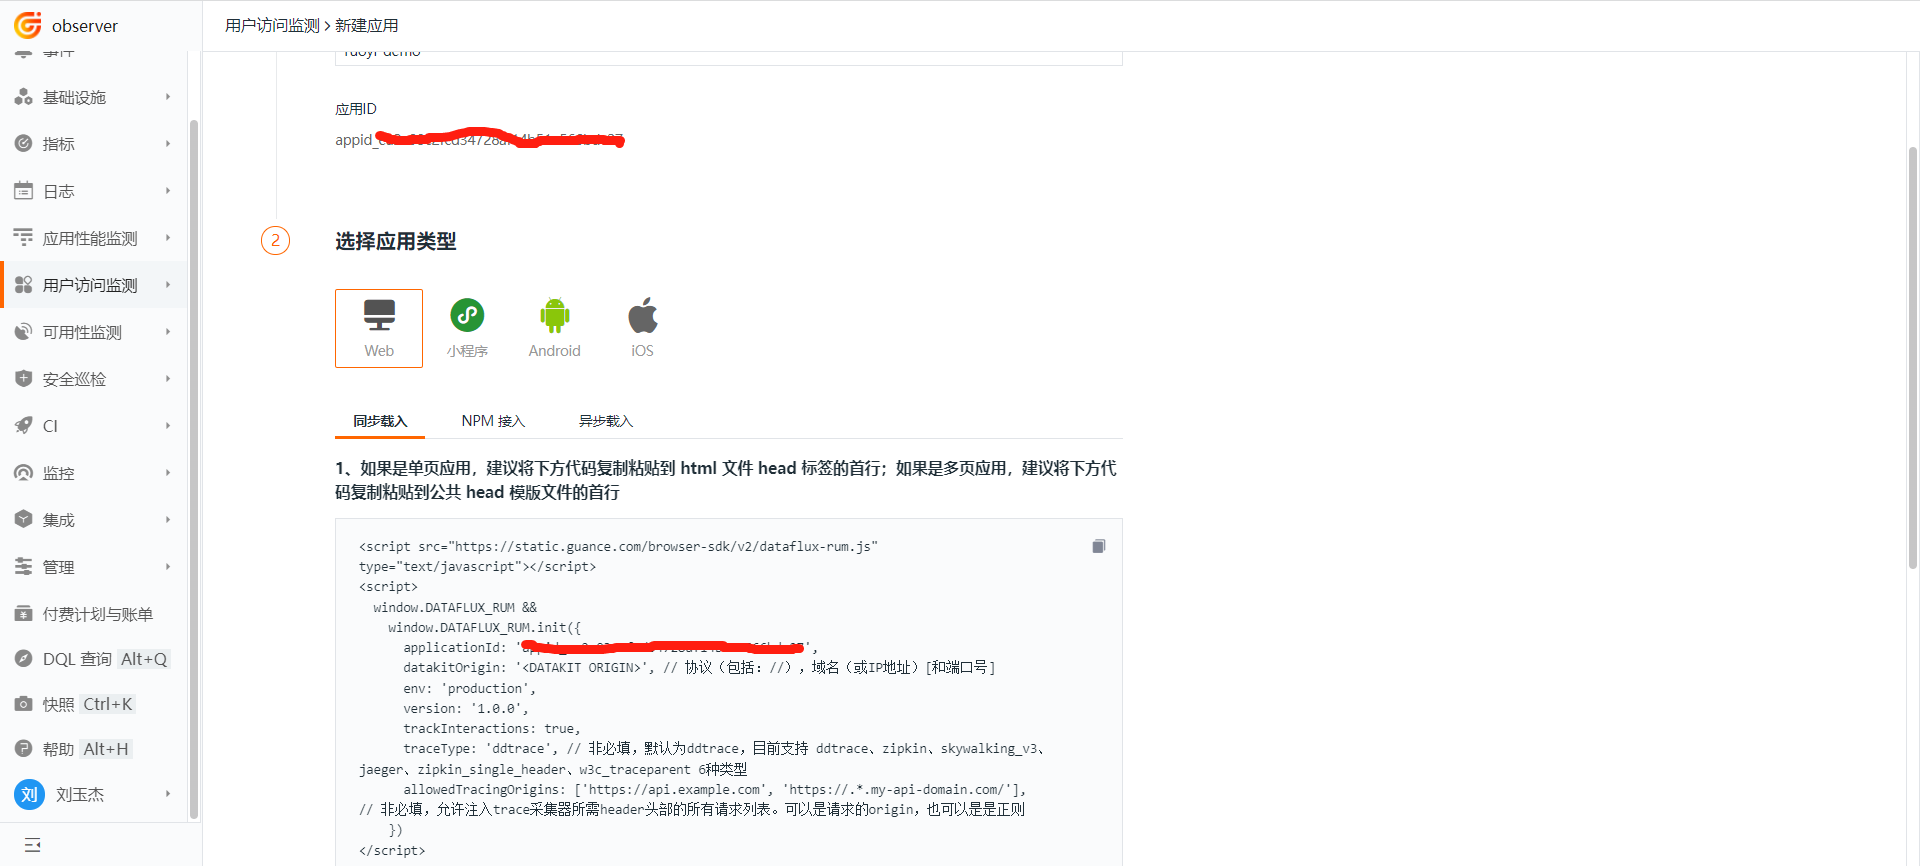 observer
用户访问监测 > 新建应用
事件
ruoyi-demo
基础设施
应用ID
appid_
指标
日志
应用性能监测
2
选择应用类型
用户访问监测
可用性监测
Web
小程序
Android
iOS
安全巡检
CI
同步载入
NPM 接入
异步载入
监控
1、如果是单页应用，建议将下方代码复制粘贴到 html 文件 head 标签的首行；如果是多页应用，建议将下方代
码复制粘贴到公共 head 模版文件的首行
集成
管理
付费计划与账单
DQL 查询 Alt+Q
快照 Ctrl+K
帮助 Alt+H
刘 刘玉杰
<script src="https://static.guance.com/browser-sdk/v2/dataflux-rum.js"
type="text/javascript"></script>
<script>
window.DATAFLUX_RUM &&
window.DATAFLUX_RUM.init({
applicationId: '
',
datakitOrigin: '<DATAKIT ORIGIN>', // 协议（包括：//），域名（或IP地址）[和端口号]
env: 'production',
version: '1.0.0',
trackInteractions: true,
traceType: 'ddtrace', // 非必填，默认为ddtrace，目前支持 ddtrace、zipkin、skywalking_v3、
jaeger、zipkin_single_header、w3c_traceparent 6种类型
allowedTracingOrigins: ['https://api.example.com', 'https://.*.my-api-domain.com/'],
// 非必填，允许注入trace采集器所需header头部的所有请求列表。可以是请求的origin，也可以是是正则
})
</script>